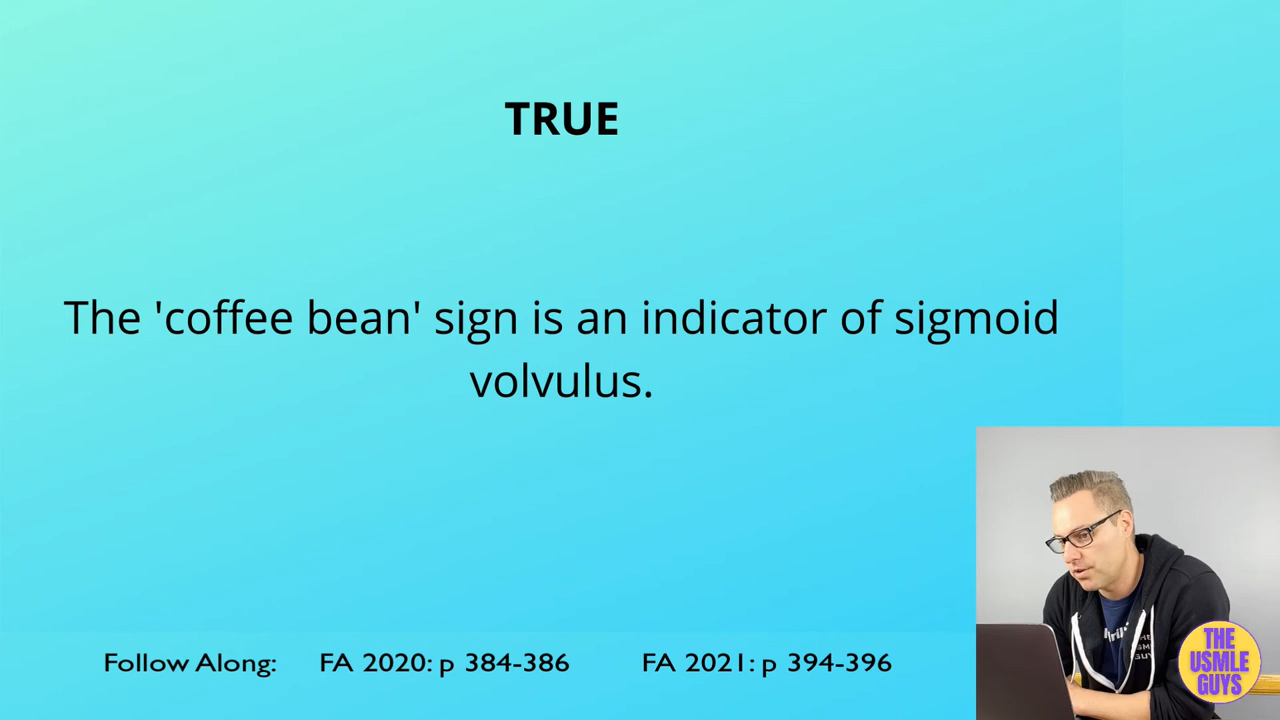 TRUE
The 'coffee bean' sign is an indicator of sigmoid
volvulus.
Follow Along: FA 2020: p 384-386 FA 2021: p 394-396
THE
USMLE
GUYS